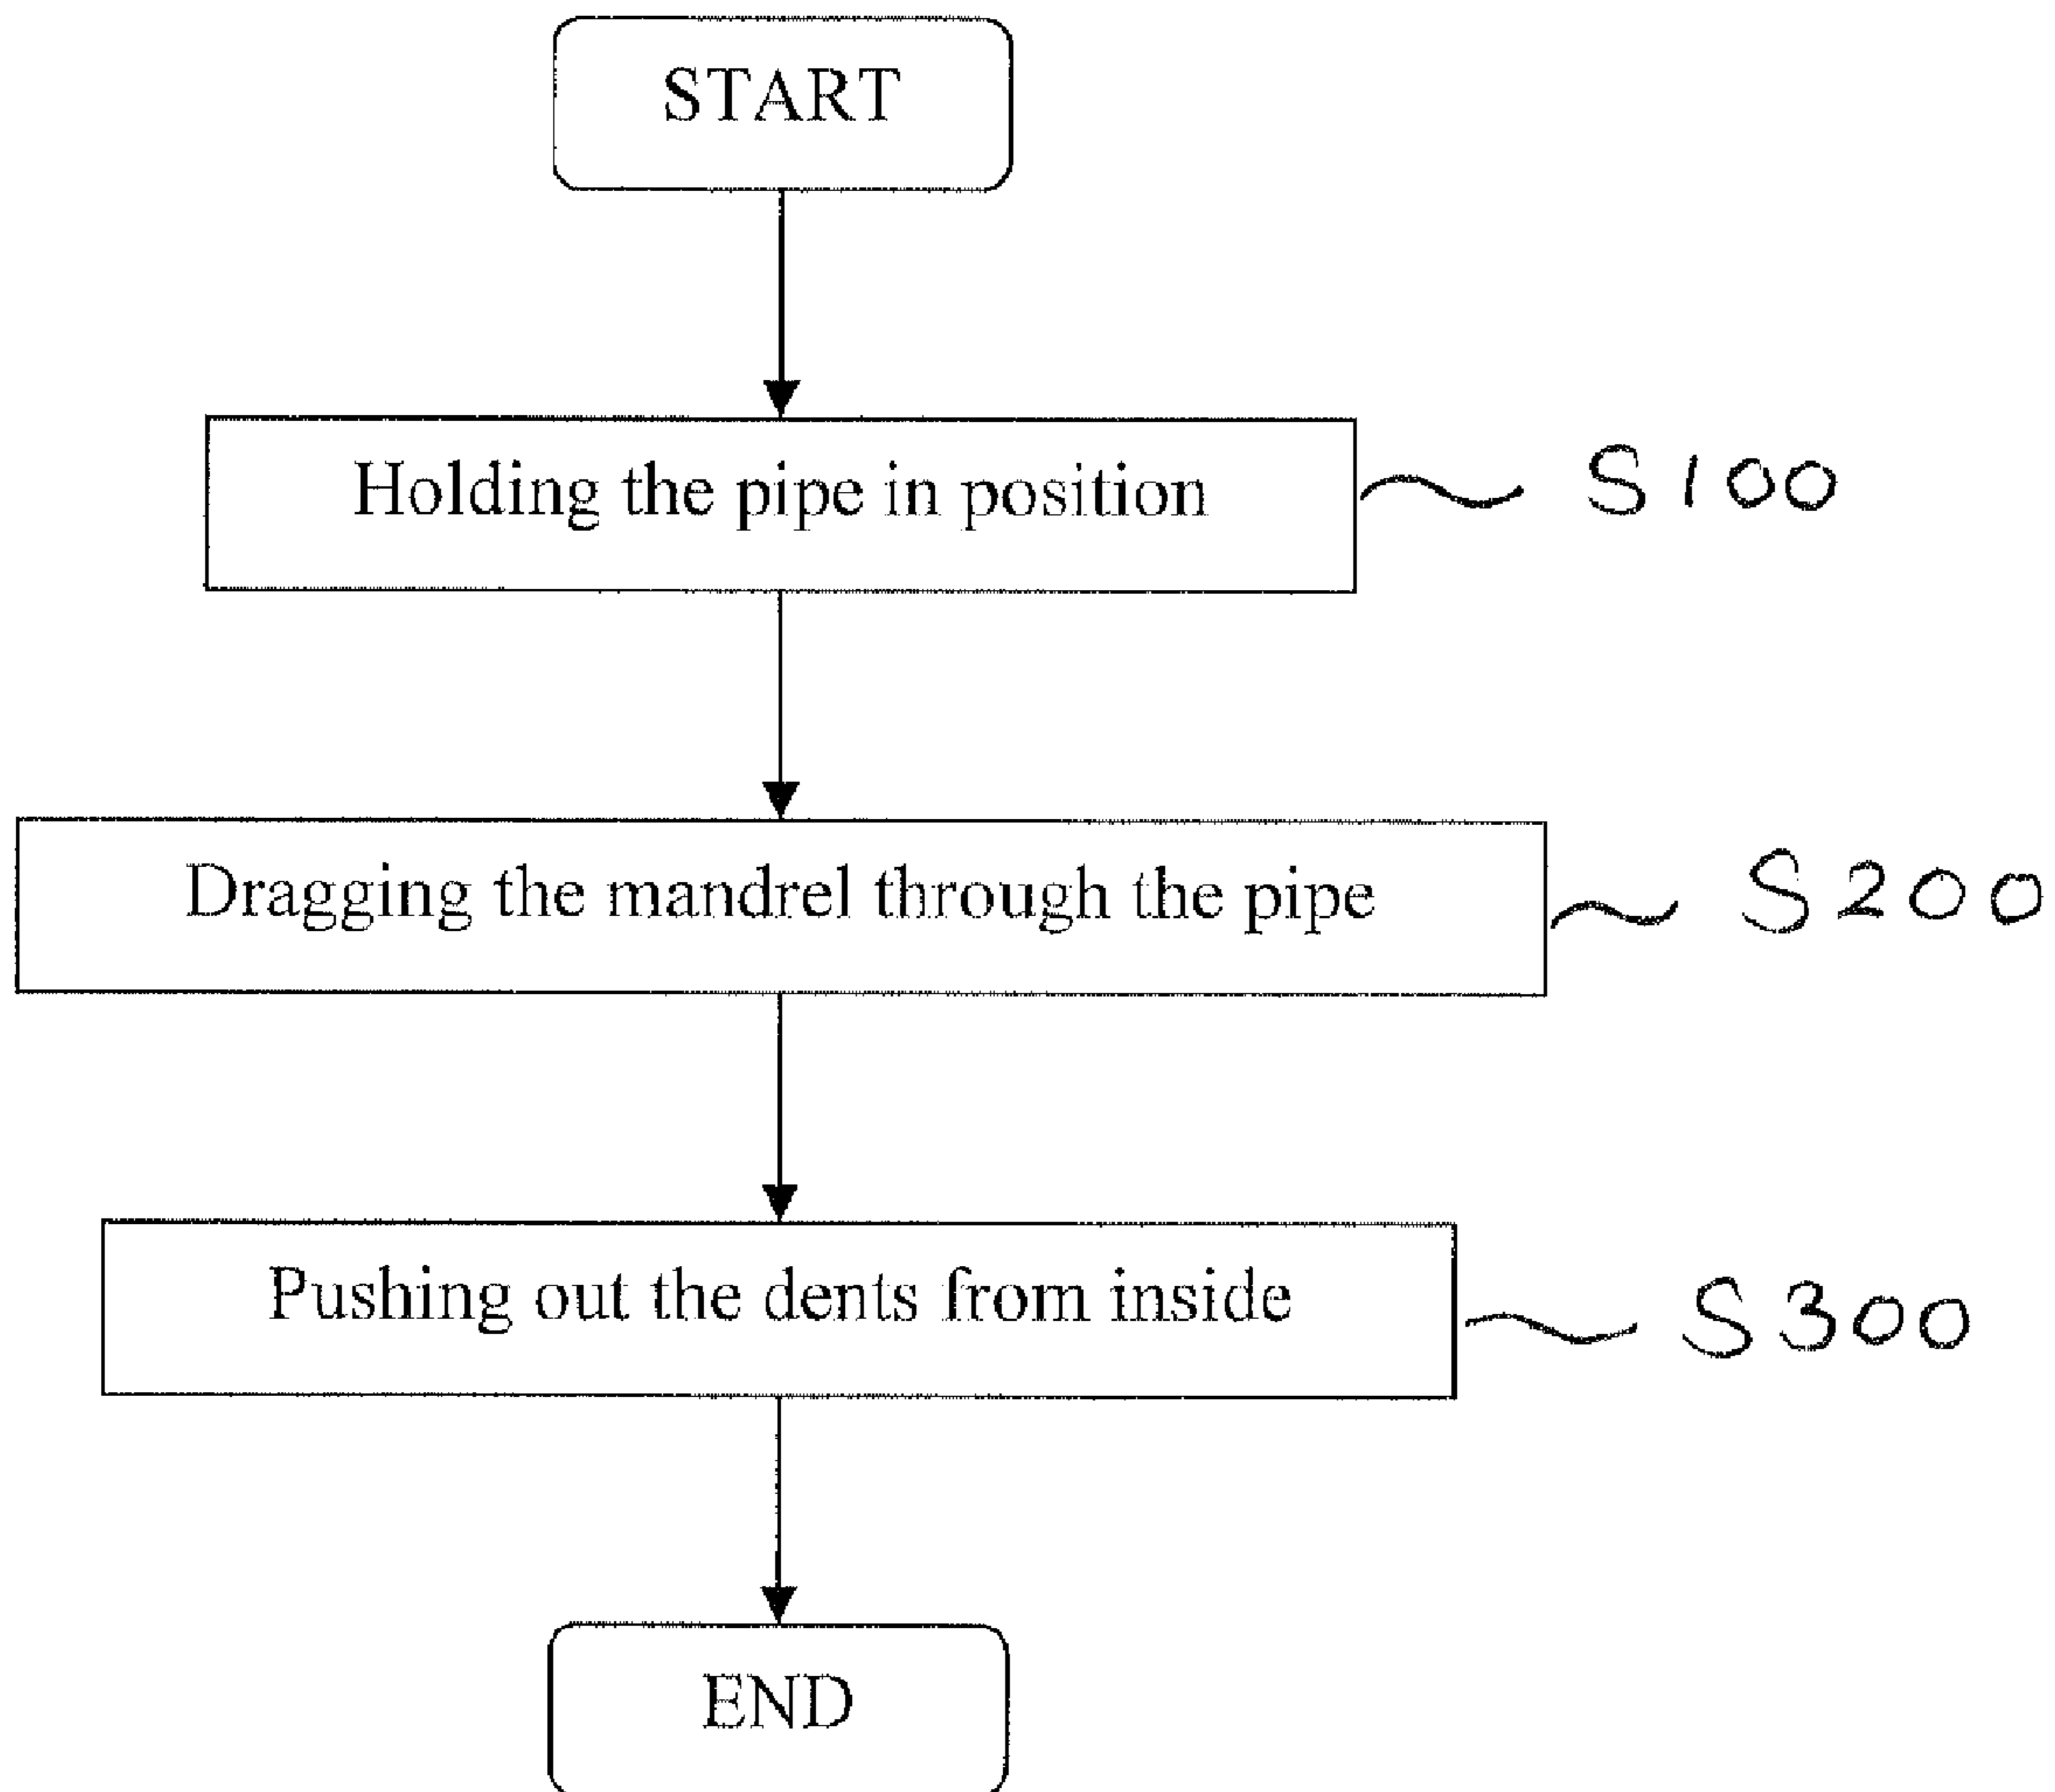 START
Holding the pipe in position
S100
Dragging the mandrel through the pipe
S200
Pushing out the dents from inside
S300
END